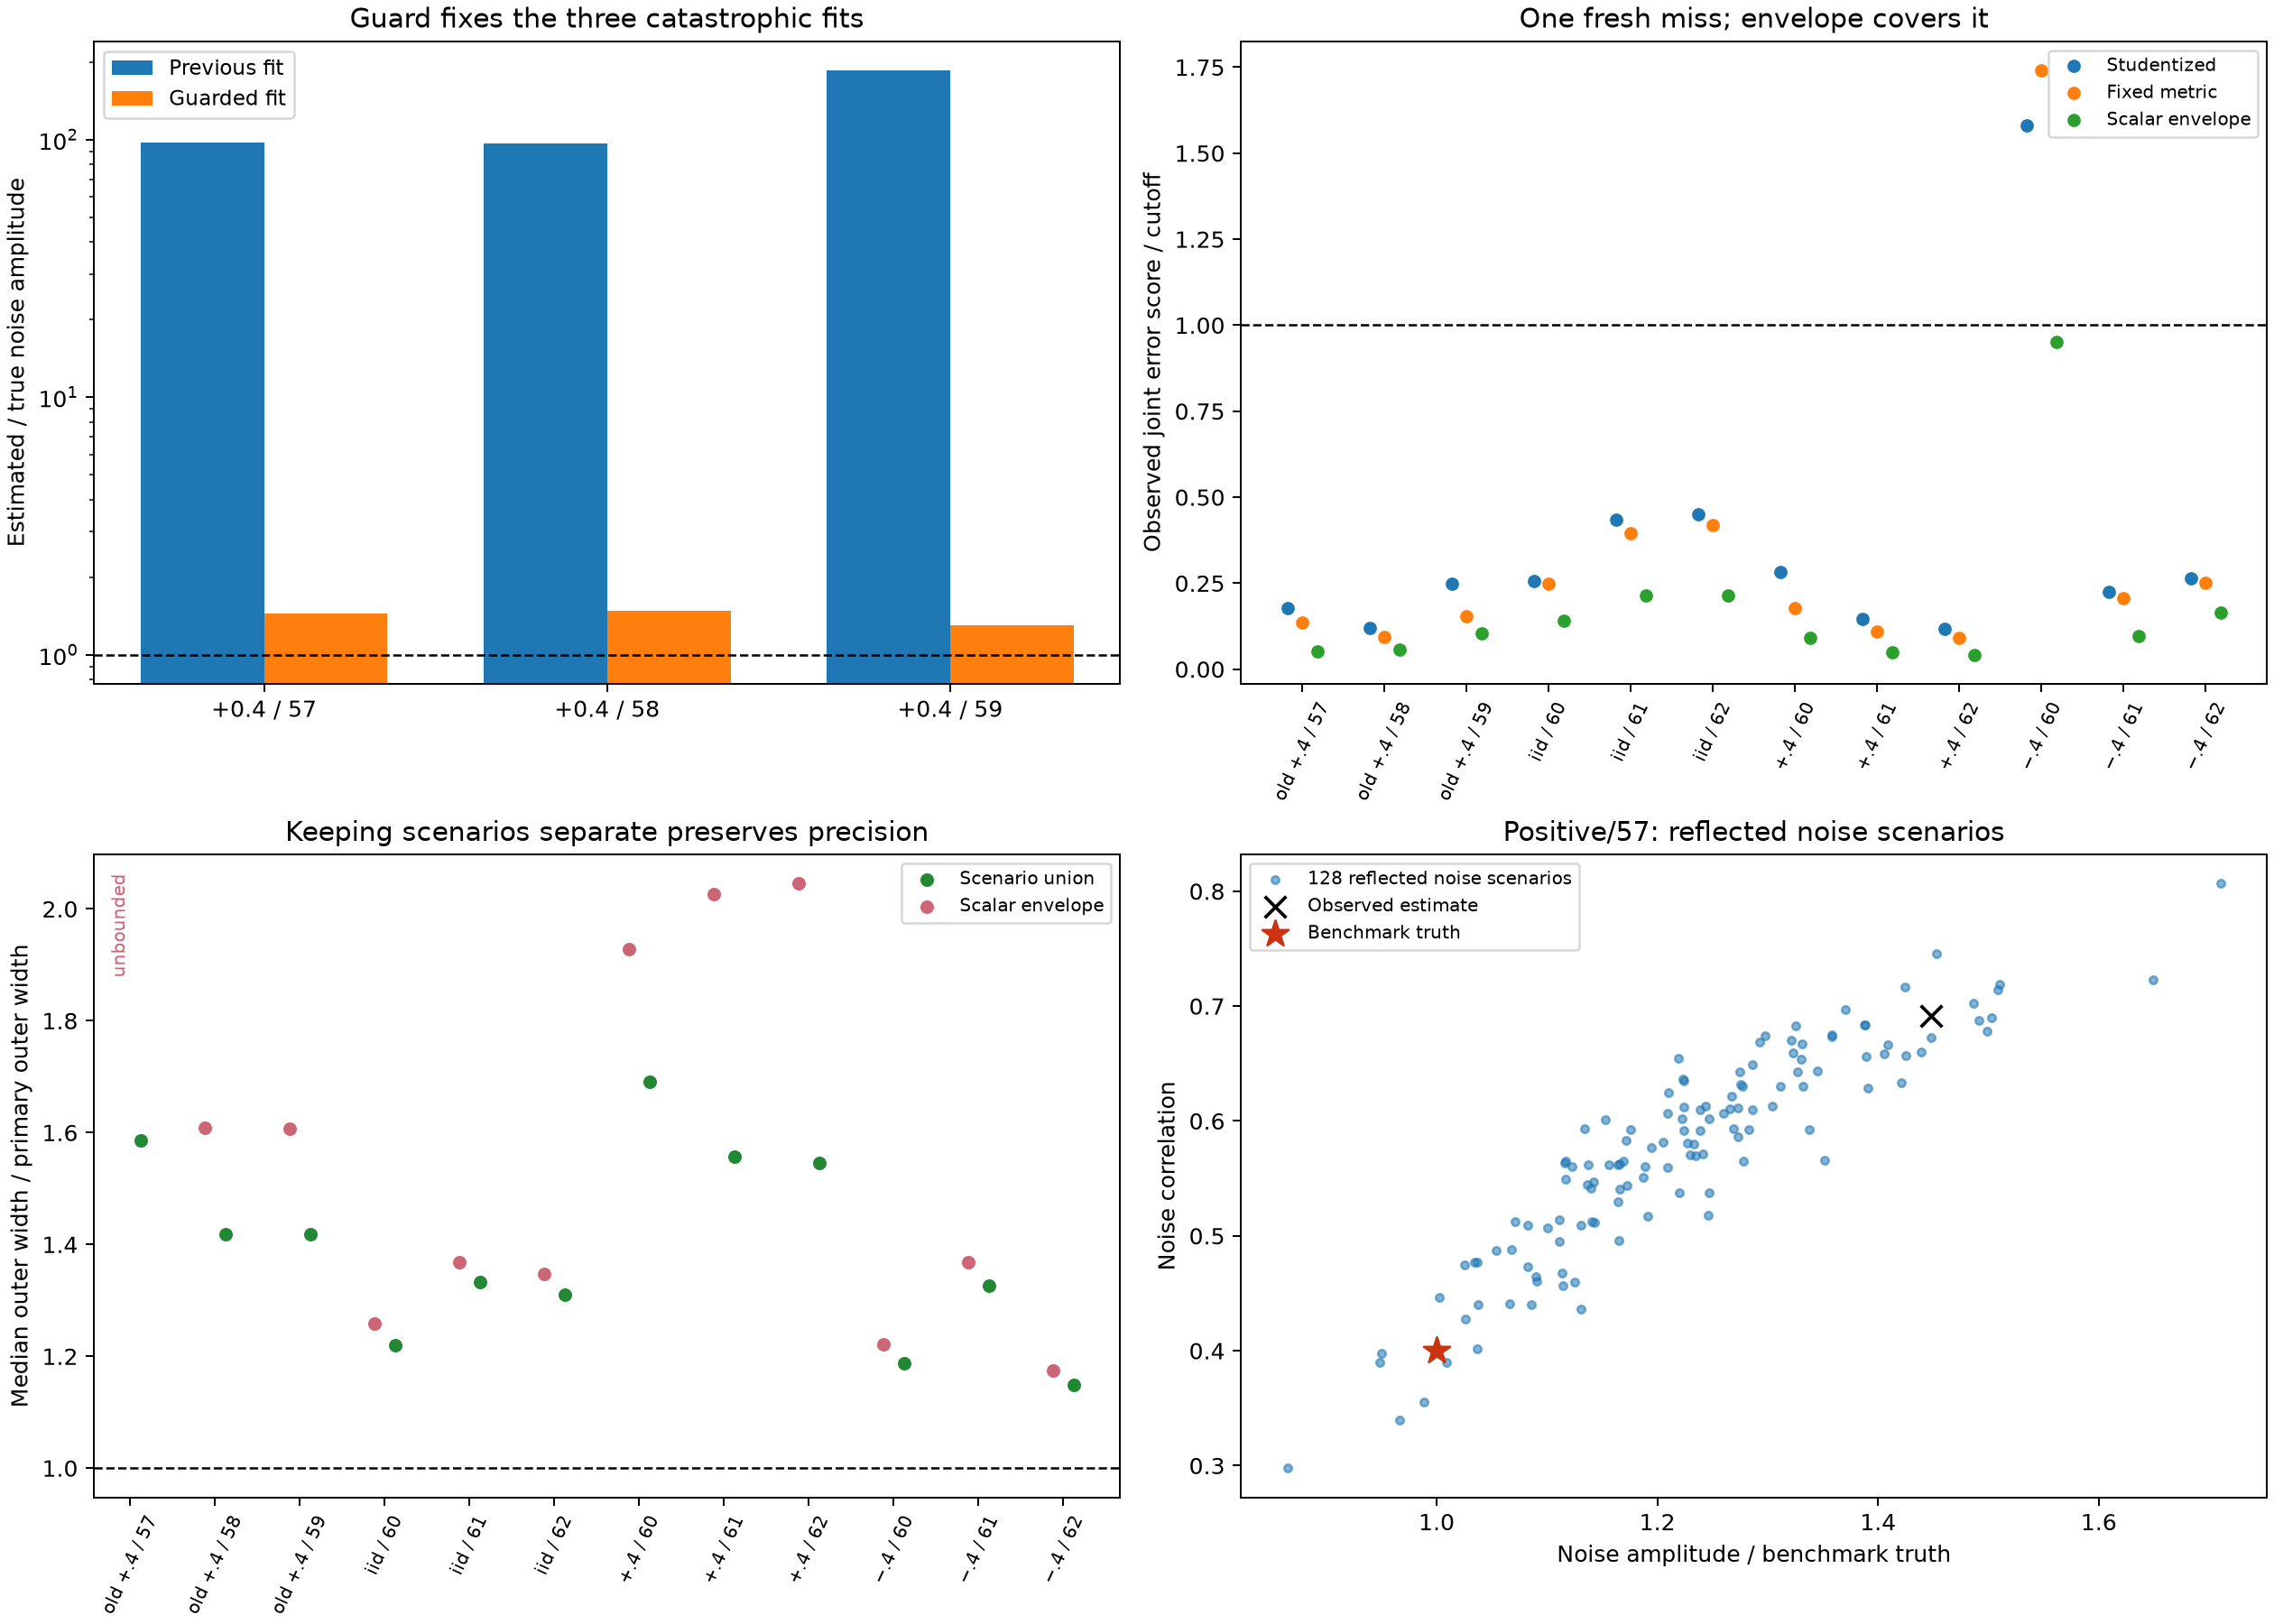 Guard fixes the three catastrophic fits
Previous fit
Guarded fit
Estimated / true noise amplitude
10²
10¹
10⁰
+0.4 / 57
+0.4 / 58
+0.4 / 59
One fresh miss; envelope covers it
Studentized
Fixed metric
Scalar envelope
Observed joint error score / cutoff
1.75
1.50
1.25
1.00
0.75
0.50
0.25
0.00
old +.4 / 57
old +.4 / 58
old +.4 / 59
iid / 60
iid / 61
iid / 62
+.4 / 60
+.4 / 61
+.4 / 62
−.4 / 60
−.4 / 61
−.4 / 62
Keeping scenarios separate preserves precision
unbounded
Scenario union
Scalar envelope
Median outer width / primary outer width
2.0
1.8
1.6
1.4
1.2
1.0
old +.4 / 57
old +.4 / 58
old +.4 / 59
iid / 60
iid / 61
iid / 62
+.4 / 60
+.4 / 61
+.4 / 62
−.4 / 60
−.4 / 61
−.4 / 62
Positive/57: reflected noise scenarios
128 reflected noise scenarios
Observed estimate
Benchmark truth
Noise correlation
0.8
0.7
0.6
0.5
0.4
0.3
1.0
1.2
1.4
1.6
Noise amplitude / benchmark truth